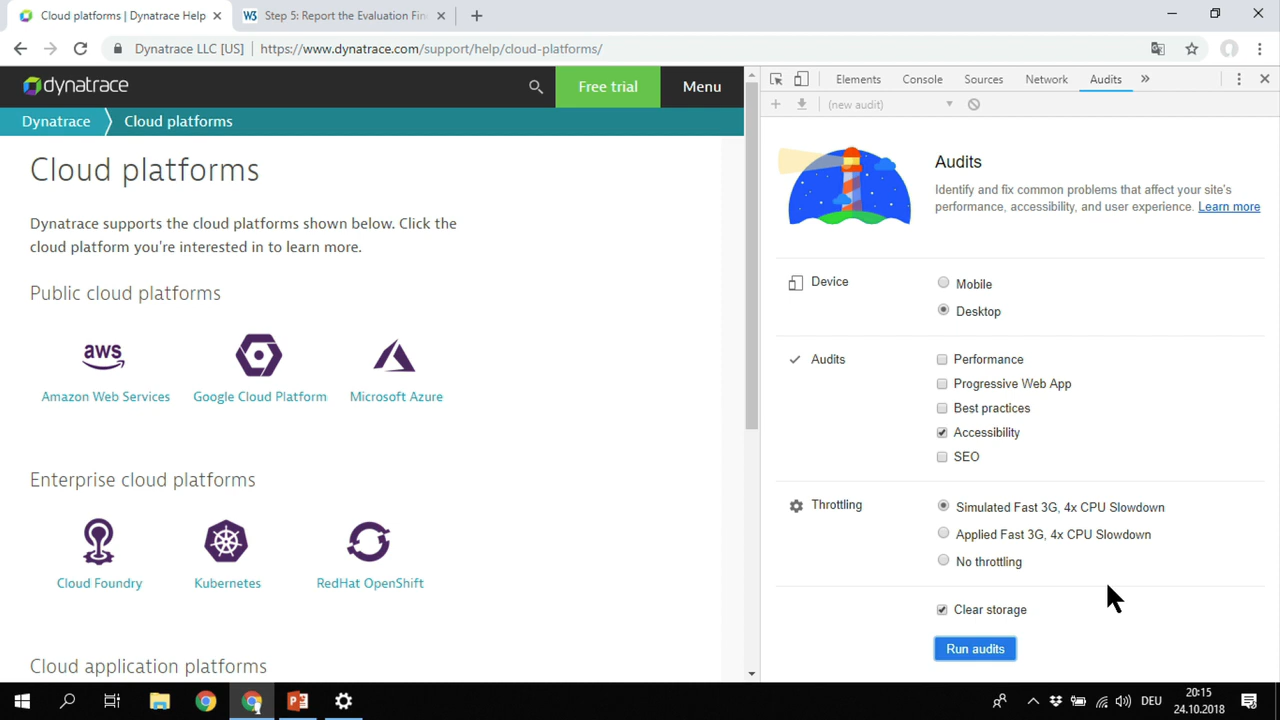 Cloud platforms | Dynatrace Help
W3 Step 5: Report the Evaluation Fin
Dynatrace LLC [US] https://www.dynatrace.com/support/help/cloud-platforms/
dynatrace
Free trial
Menu
Dynatrace
Cloud platforms
Cloud platforms
Dynatrace supports the cloud platforms shown below. Click the
cloud platform you're interested in to learn more.
Public cloud platforms
aws
Amazon Web Services
Google Cloud Platform
Microsoft Azure
Enterprise cloud platforms
Cloud Foundry
Kubernetes
RedHat OpenShift
Cloud application platforms
Elements Console Sources Network Audits »
(new audit)
Audits
Identify and fix common problems that affect your site's
performance, accessibility, and user experience. Learn more
Device
Mobile
Desktop
Audits
Performance
Progressive Web App
Best practices
Accessibility
SEO
Throttling
Simulated Fast 3G, 4x CPU Slowdown
Applied Fast 3G, 4x CPU Slowdown
No throttling
Clear storage
Run audits
DEU
20:15
24.10.2018